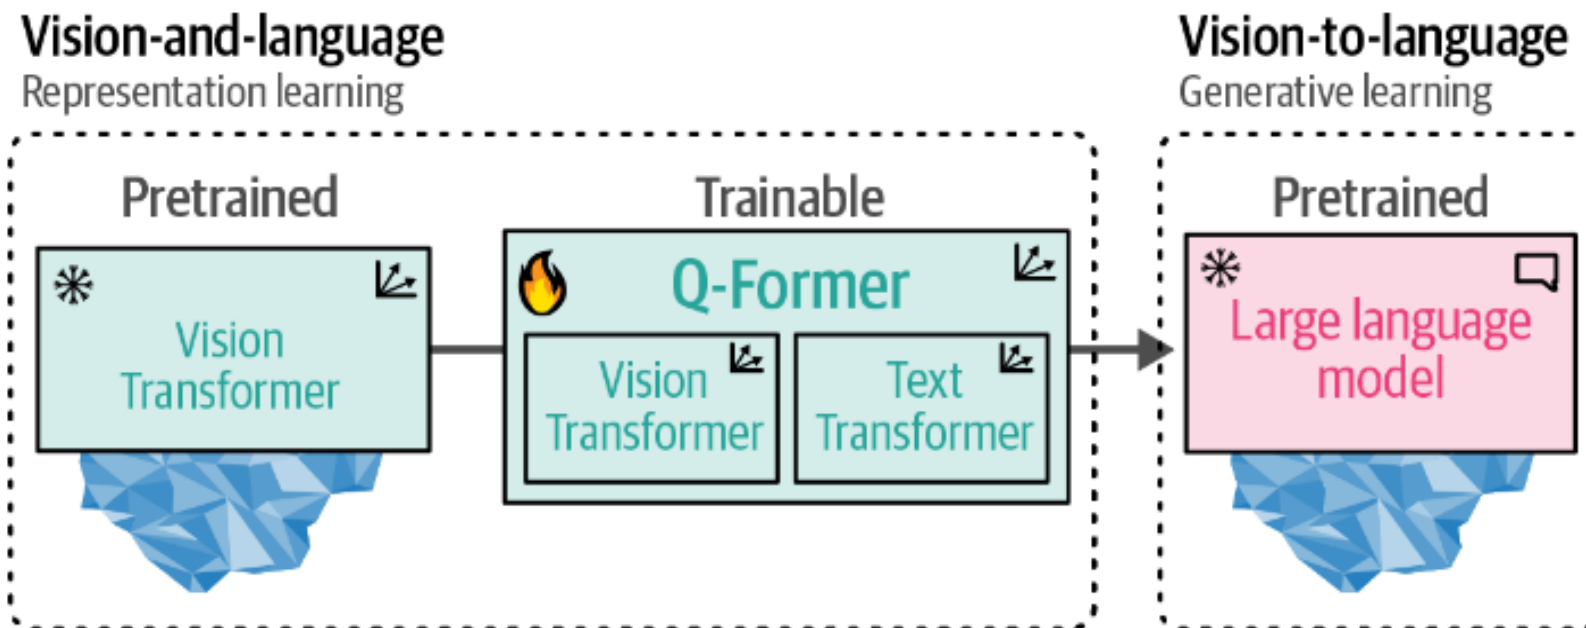 Vision-and-language
Representation learning
Vision-to-language
Generative learning
Pretrained
Trainable
Pretrained
Vision
Transformer
Q-Former
Vision
Transformer
Text
Transformer
Large language
model